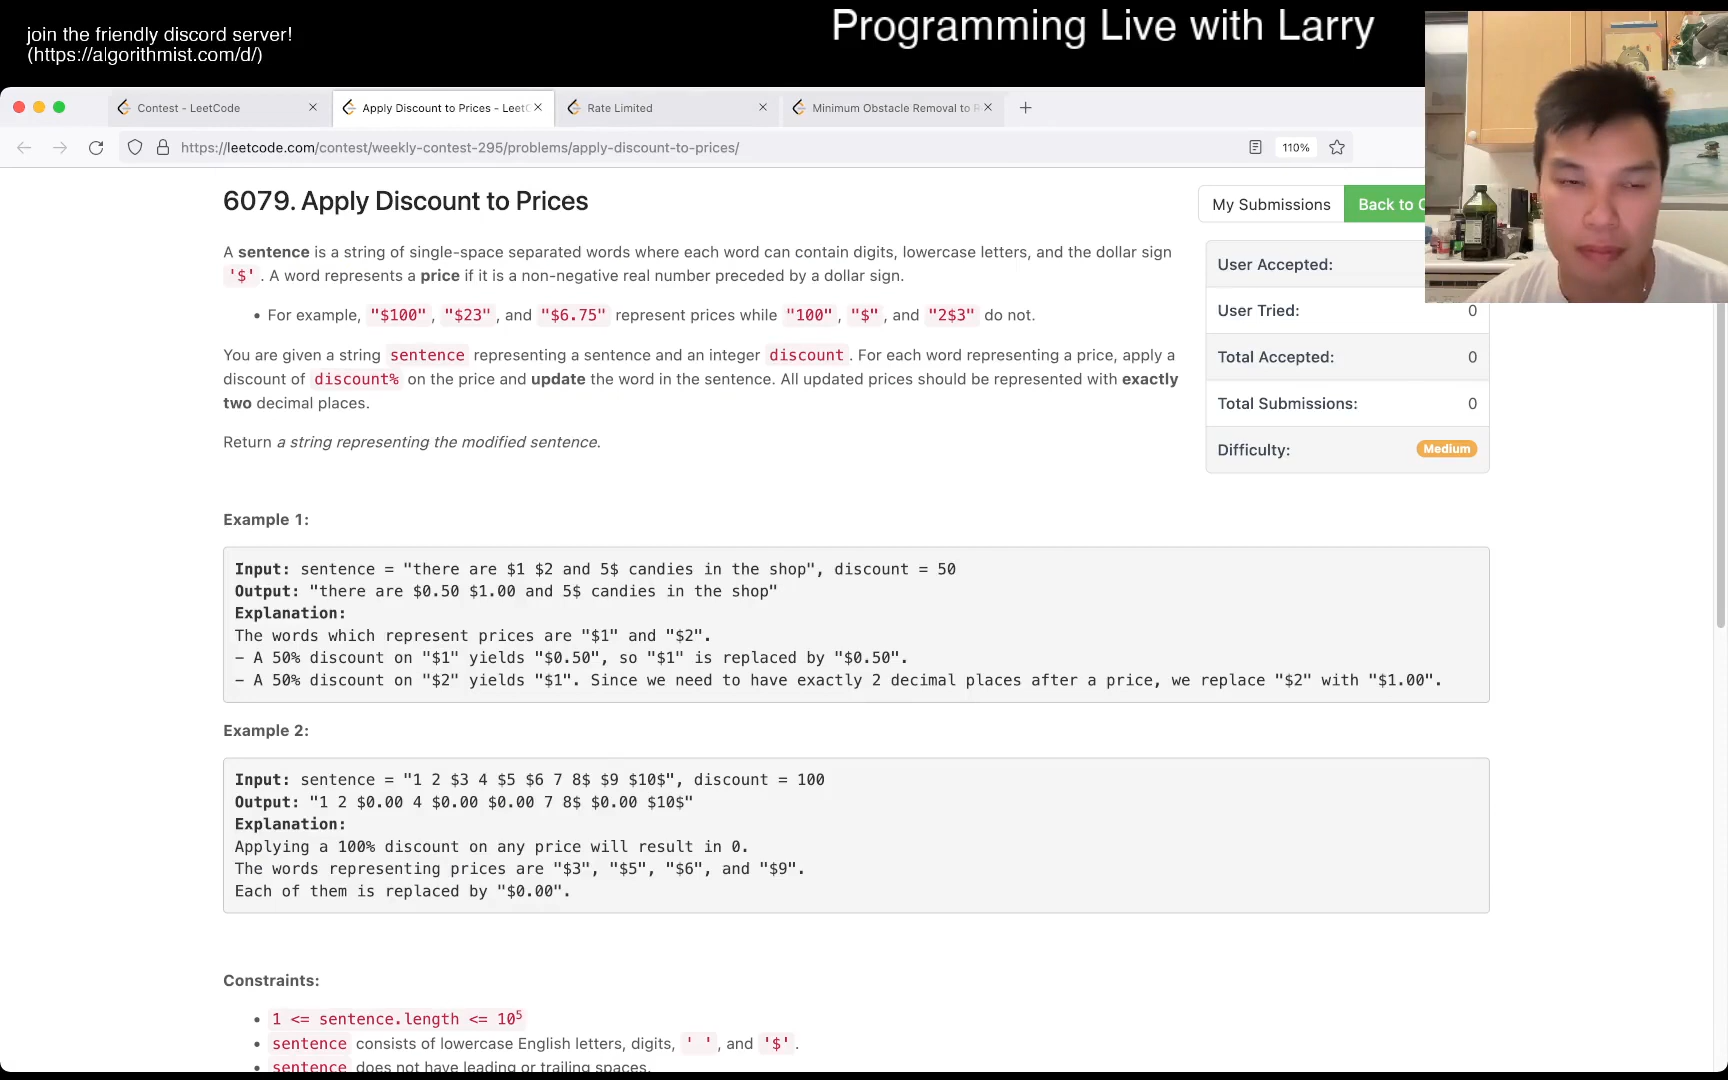 join the friendly discord server!
(https://algorithmist.com/d/)
Programming Live with Larry
Contest - LeetCode
Apply Discount to Prices - LeetC
Rate Limited
Minimum Obstacle Removal to R
https://leetcode.com/contest/weekly-contest-295/problems/apply-discount-to-prices/
110%
6079. Apply Discount to Prices
My Submissions
Back to C
A sentence is a string of single-space separated words where each word can contain digits, lowercase letters, and the dollar sign
'$'. A word represents a price if it is a non-negative real number preceded by a dollar sign.
• For example, "$100", "$23", and "$6.75" represent prices while "100", "$", and "2$3" do not.
You are given a string sentence representing a sentence and an integer discount. For each word representing a price, apply a
discount of discount% on the price and update the word in the sentence. All updated prices should be represented with exactly
two decimal places.
Return a string representing the modified sentence.
User Accepted:
User Tried: 0
Total Accepted: 0
Total Submissions: 0
Difficulty: Medium
Example 1:
Input: sentence = "there are $1 $2 and 5$ candies in the shop", discount = 50
Output: "there are $0.50 $1.00 and 5$ candies in the shop"
Explanation:
The words which represent prices are "$1" and "$2".
- A 50% discount on "$1" yields "$0.50", so "$1" is replaced by "$0.50".
- A 50% discount on "$2" yields "$1". Since we need to have exactly 2 decimal places after a price, we replace "$2" with "$1.00".
Example 2:
Input: sentence = "1 2 $3 4 $5 $6 7 8$ $9 $10$", discount = 100
Output: "1 2 $0.00 4 $0.00 $0.00 7 8$ $0.00 $10$"
Explanation:
Applying a 100% discount on any price will result in 0.
The words representing prices are "$3", "$5", "$6", and "$9".
Each of them is replaced by "$0.00".
Constraints:
• 1 <= sentence.length <= 10⁵
• sentence consists of lowercase English letters, digits, ' ', and '$'.
• sentence does not have leading or trailing spaces.